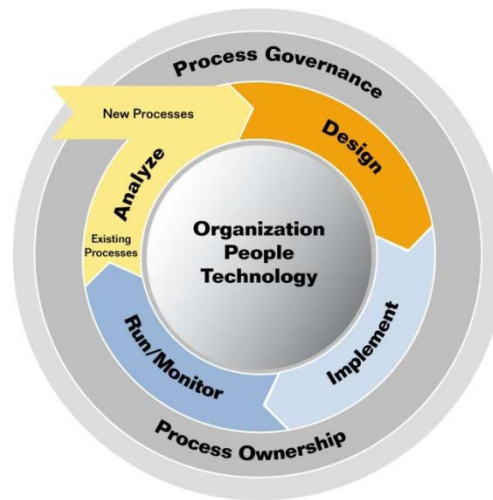 Process Governance
New Processes
Design
Analyze
Existing
Processes
Organization
People
Technology
Implement
Run/Monitor
Process Ownership